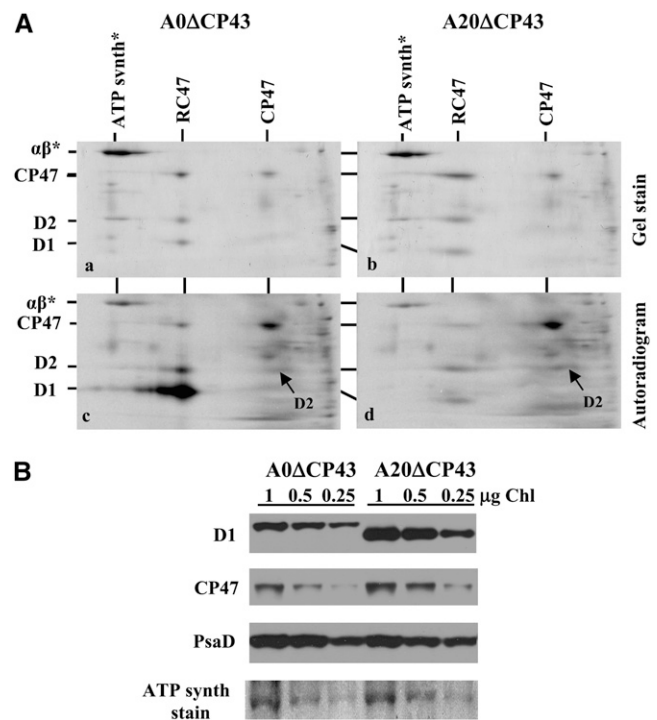 A
A0ΔCP43
A20ΔCP43
ATP synth*
RC47
CP47
ATP synth*
RC47
CP47
αβ*
CP47
D2
D1
a
b
Gel stain
αβ*
CP47
D2
D1
c
D2
d
D2
Autoradiogram
B
A0ΔCP43 A20ΔCP43
1 0.5 0.25 1 0.5 0.25 μg Chl
D1
CP47
PsaD
ATP synth
stain